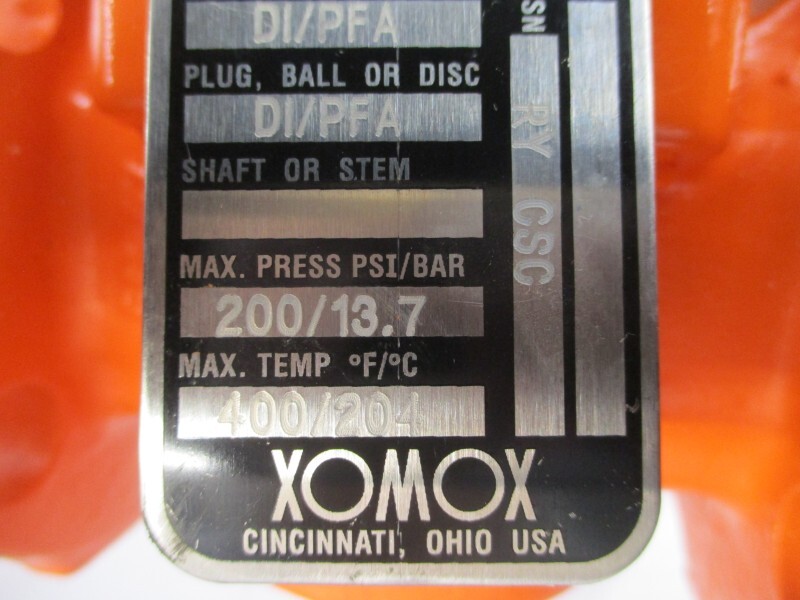 DI/PFA
PLUG, BALL OR DISC
DI/PFA
SHAFT OR STEM
MAX. PRESS PSI/BAR
200/13.7
MAX. TEMP °F/°C
400/204
XOMOX
CINCINNATI, OHIO USA
SN
RY CSC